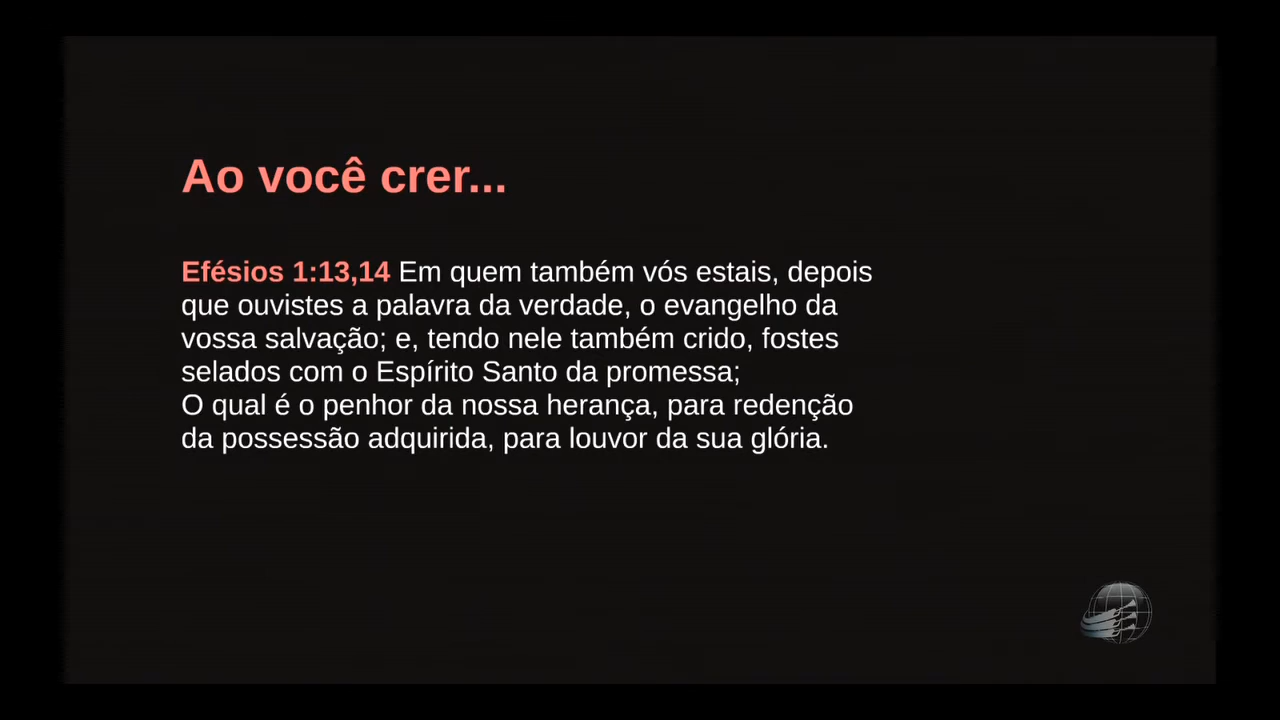 Ao você crer...
Efésios 1:13,14 Em quem também vós estais, depois
que ouvistes a palavra da verdade, o evangelho da
vossa salvação; e, tendo nele também crido, fostes
selados com o Espírito Santo da promessa;
O qual é o penhor da nossa herança, para redenção
da possessão adquirida, para louvor da sua glória.